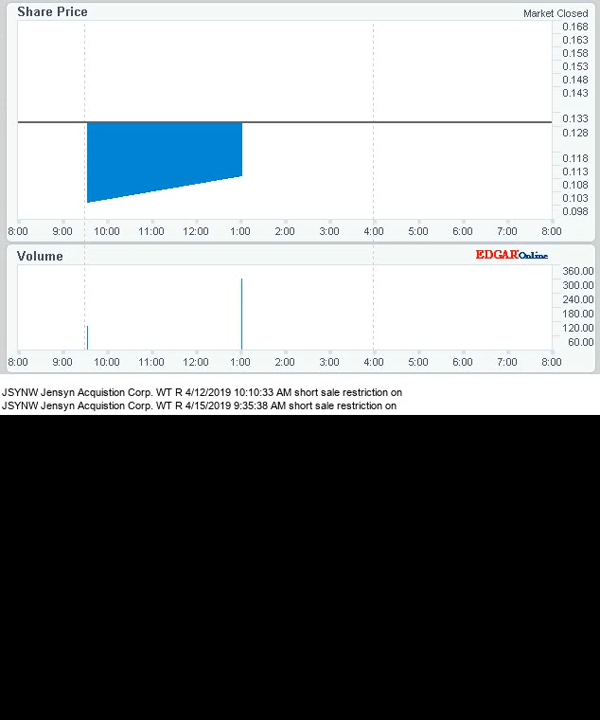 Share Price
Market Closed
0.168
0.163
0.158
0.153
0.148
0.143
0.133
0.128
0.118
0.113
0.108
0.103
0.098
8:00 9:00 10:00 11:00 12:00 1:00 2:00 3:00 4:00 5:00 6:00 7:00 8:00
Volume
EDGAR Online
360.00
300.00
240.00
180.00
120.00
60.00
8:00 9:00 10:00 11:00 12:00 1:00 2:00 3:00 4:00 5:00 6:00 7:00 8:00
JSYNW Jensyn Acquistion Corp. WT R 4/12/2019 10:10:33 AM short sale restriction on
JSYNW Jensyn Acquistion Corp. WT R 4/15/2019 9:35:38 AM short sale restriction on